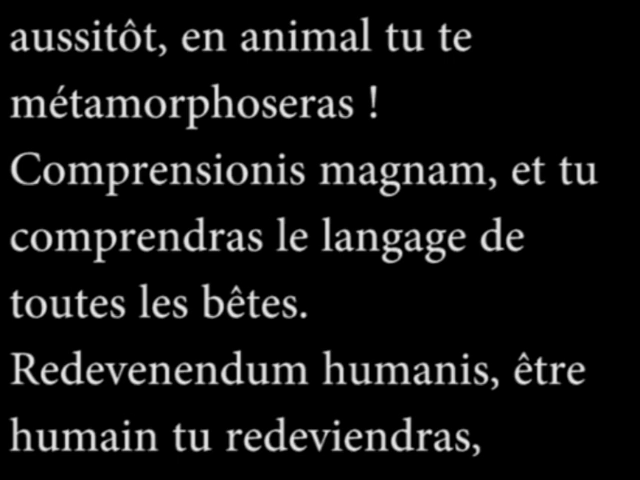 aussitôt, en animal tu te
métamorphoseras !
Comprensionis magnam, et tu
comprendras le langage de
toutes les bêtes.
Redevenendum humanis, être
humain tu redeviendras,